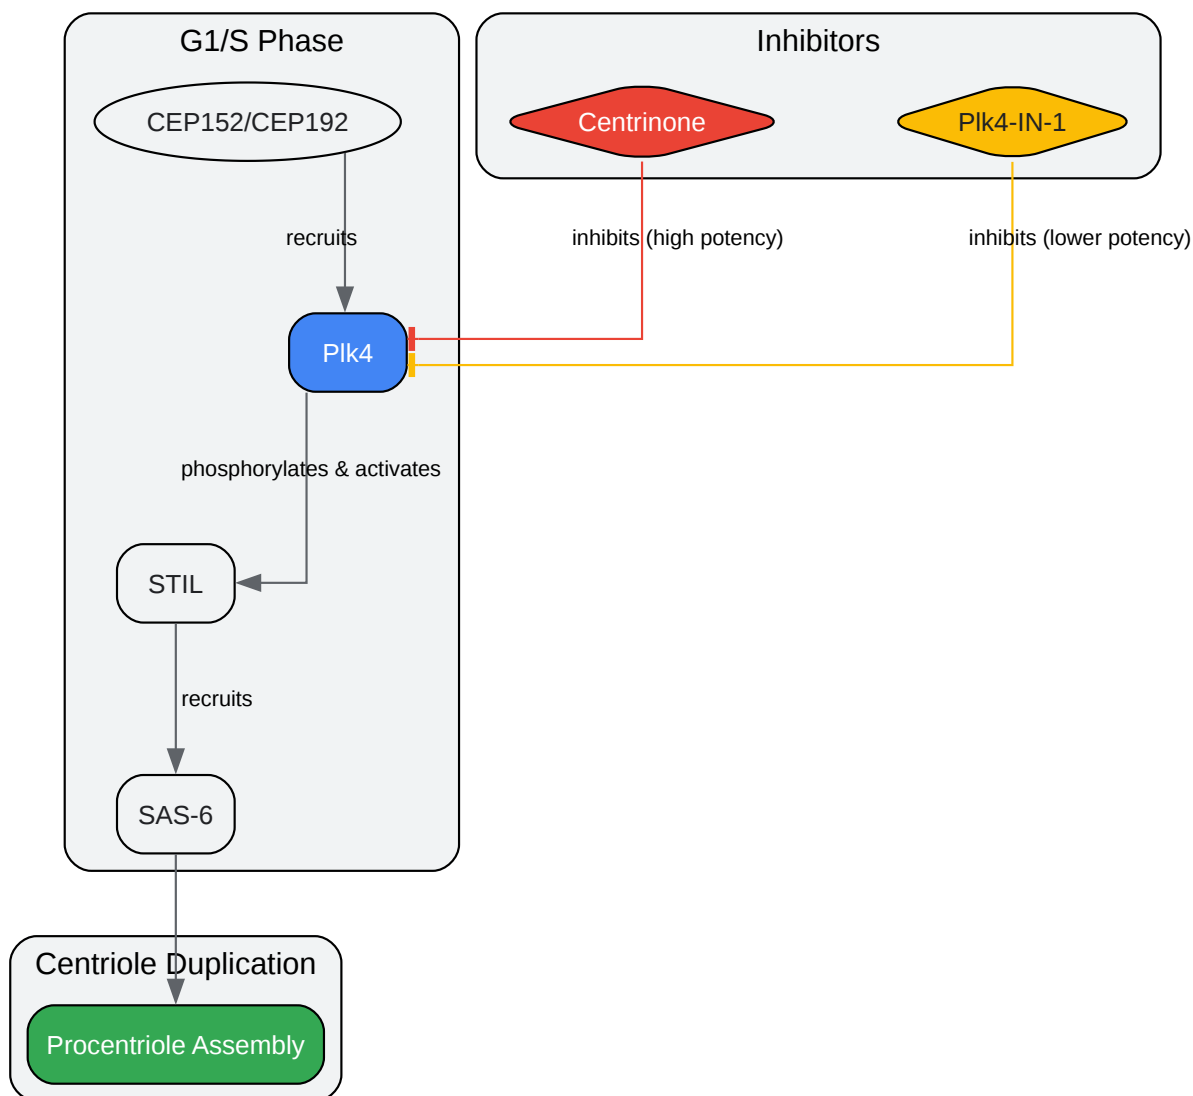 G1/S Phase
Inhibitors
CEP152/CEP192
Centrinone
Plk4-IN-1
recruits
inhibits (high potency)
inhibits (lower potency)
Plk4
phosphorylates & activates
STIL
recruits
SAS-6
Centriole Duplication
Procentriole Assembly